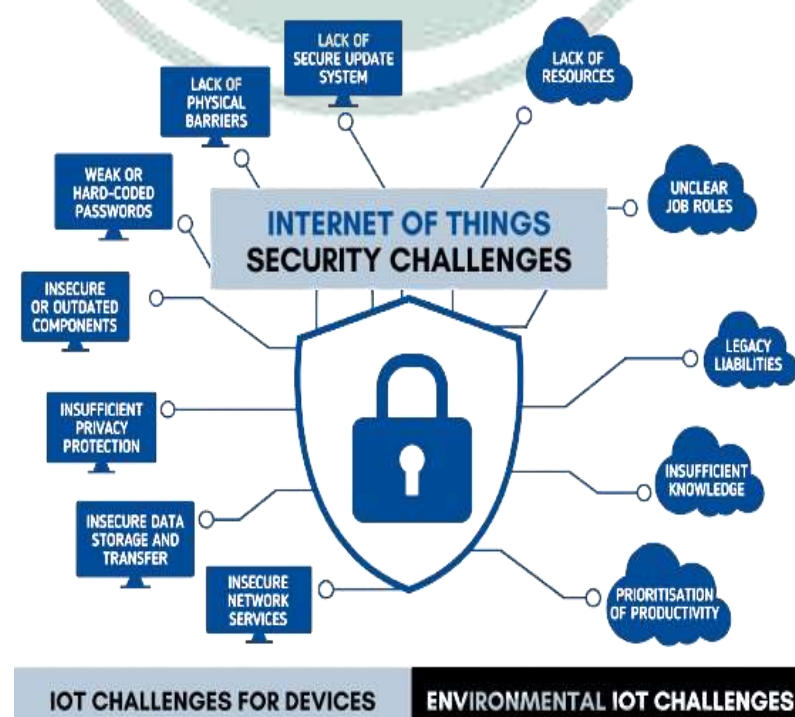 LACK OF
SECURE UPDATE
SYSTEM
LACK OF
RESOURCES
LACK OF
PHYSICAL
BARRIERS
WEAK OR
HARD-CODED
PASSWORDS
UNCLEAR
JOB ROLES
INTERNET OF THINGS
SECURITY CHALLENGES
INSECURE
OR OUTDATED
COMPONENTS
LEGACY
LIABILITIES
INSUFFICIENT
PRIVACY
PROTECTION
INSUFFICIENT
KNOWLEDGE
INSECURE DATA
STORAGE AND
TRANSFER
INSECURE
NETWORK
SERVICES
PRIORITISATION
OF PRODUCTIVITY
IOT CHALLENGES FOR DEVICES
ENVIRONMENTAL IOT CHALLENGES